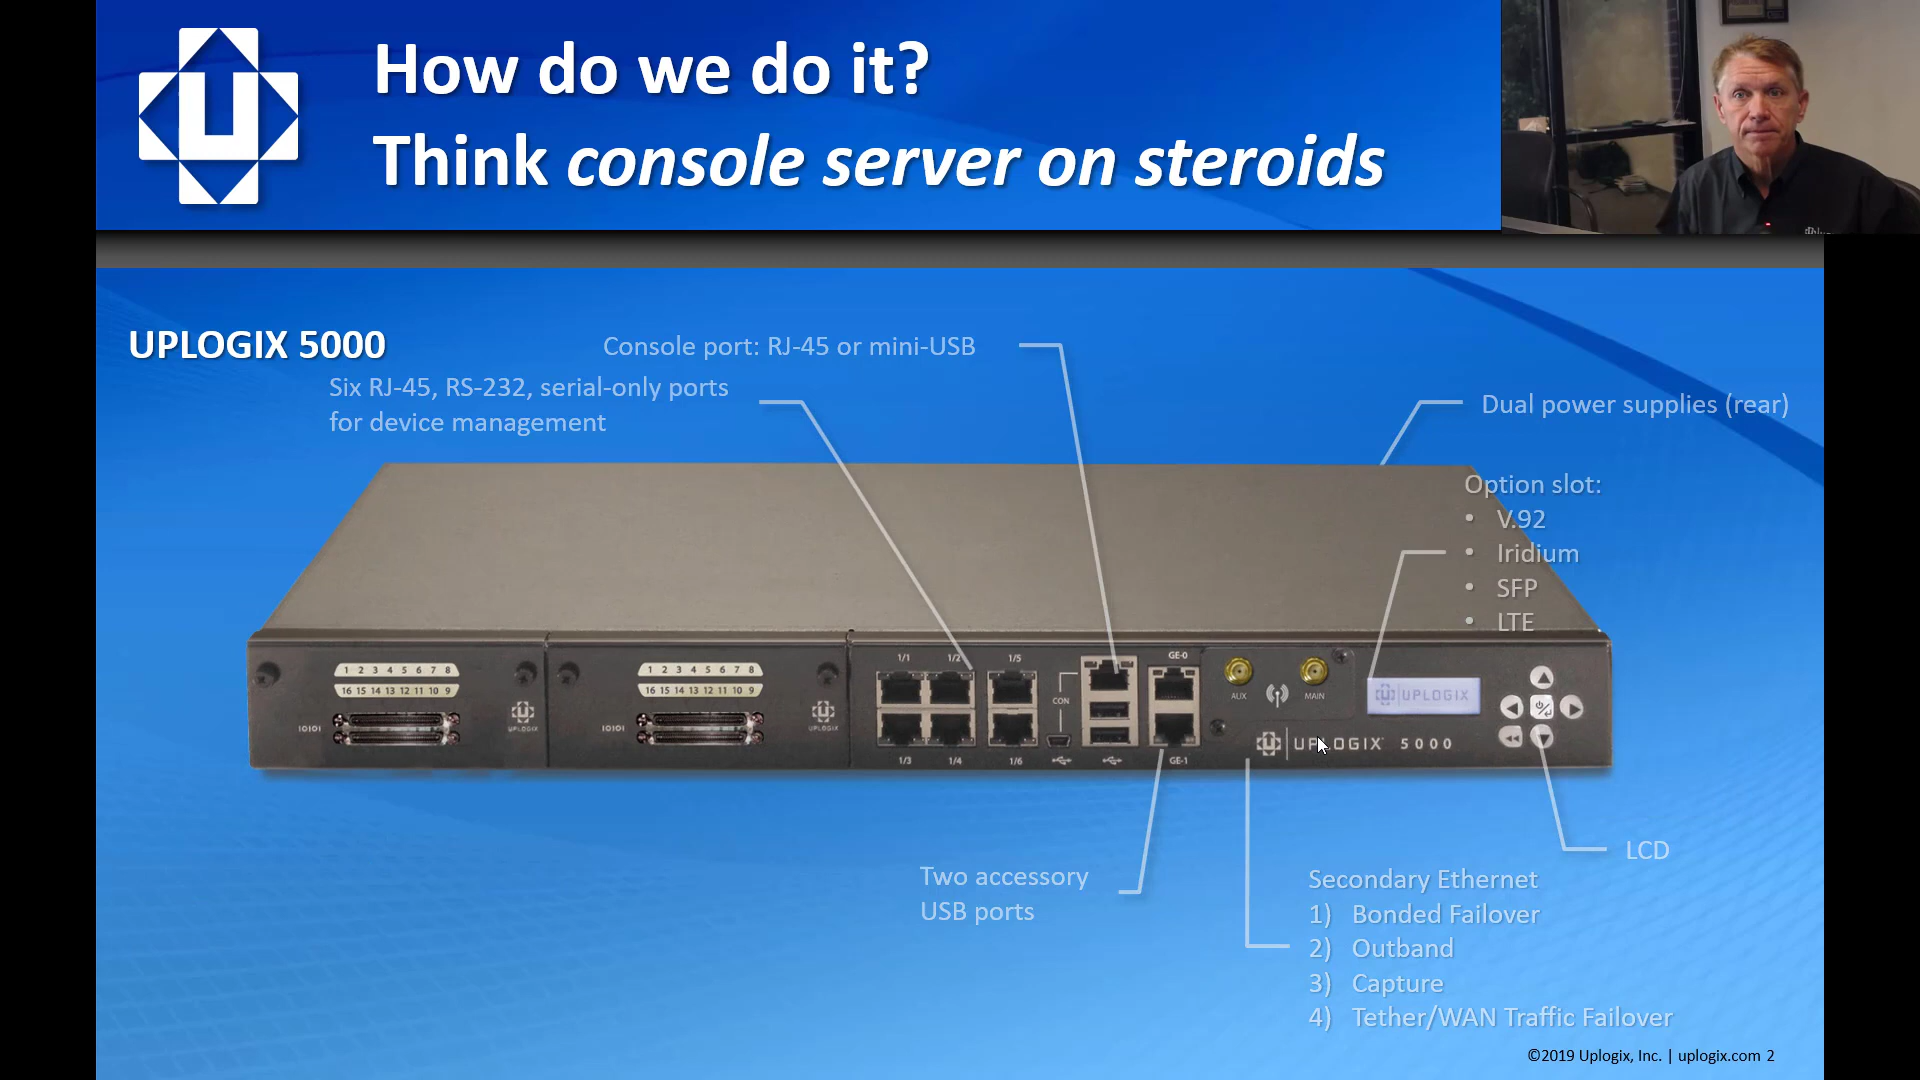 How do we do it?
Think console server on steroids
UPLOGIX 5000
Console port: RJ-45 or mini-USB
Six RJ-45, RS-232, serial-only ports
for device management
Dual power supplies (rear)
Option slot:
• V.92
• Iridium
• SFP
• LTE
1 2 3 4 5 6 7 8
16 15 14 13 12 11 10 9
IOIOI
UPLOGIX
1 2 3 4 5 6 7 8
16 15 14 13 12 11 10 9
IOIOI
UPLOGIX
1/1 1/2 1/5
1/3 1/4 1/6
CON
GE-0
GE-1
AUX
MAIN
UPLOGIX
UPLOGIX 5000
LCD
Two accessory
USB ports
Secondary Ethernet
1) Bonded Failover
2) Outband
3) Capture
4) Tether/WAN Traffic Failover
©2019 Uplogix, Inc. | uplogix.com 2